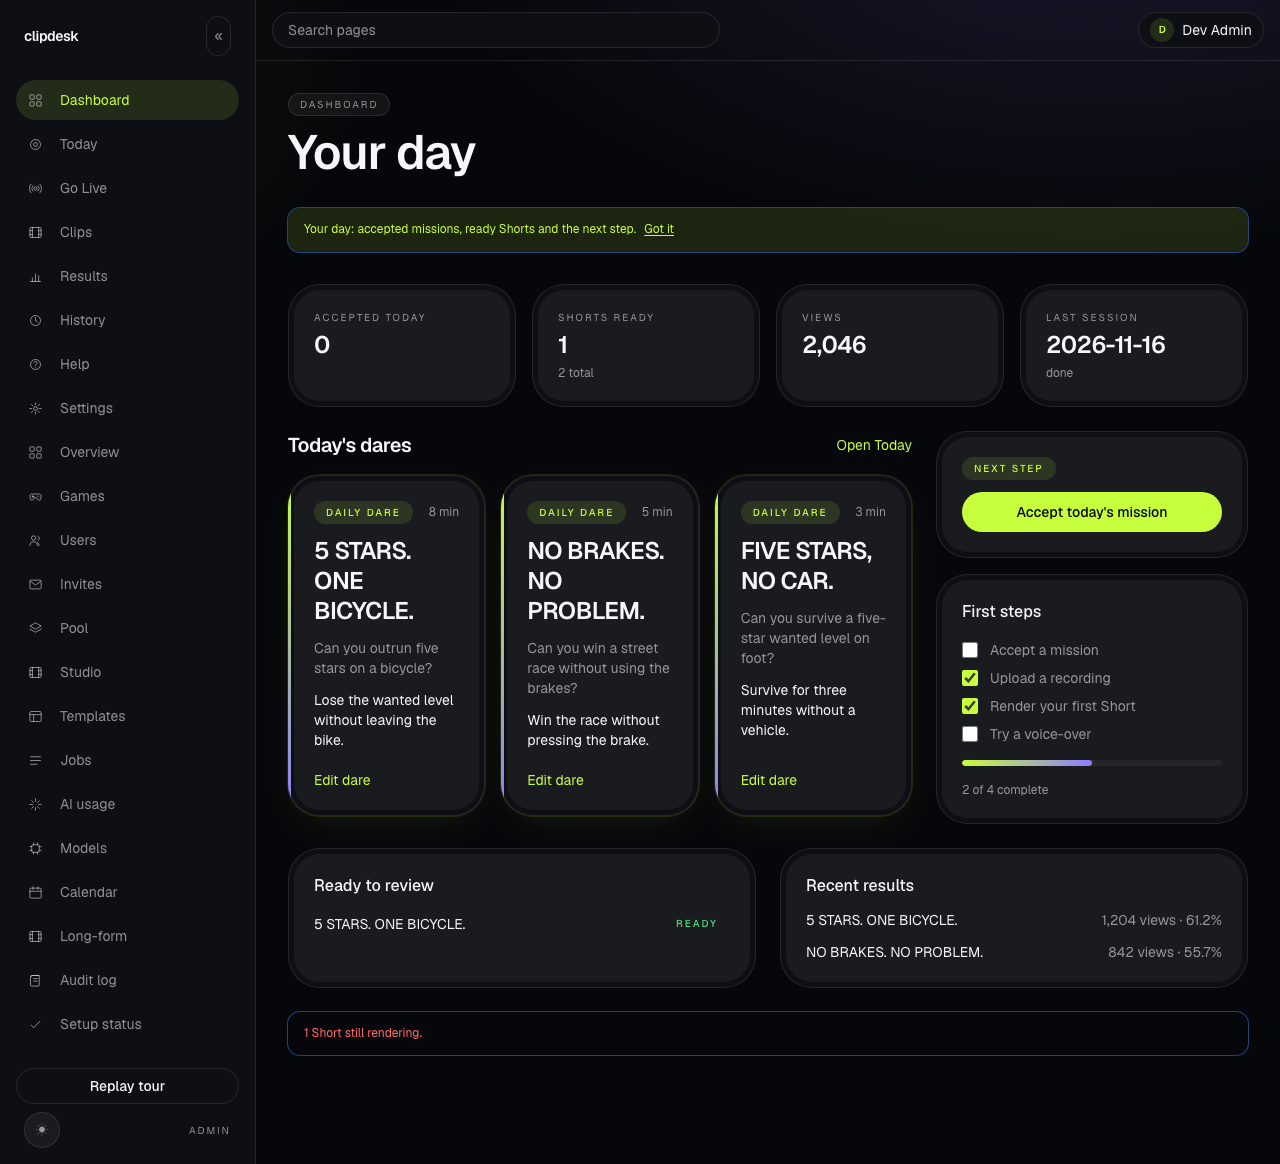 clipdesk
«
Search pages
D
Dev Admin
Dashboard
Today
Go Live
Clips
Results
History
Help
Settings
Overview
Games
Users
Invites
Pool
Studio
Templates
Jobs
AI usage
Models
Calendar
Long-form
Audit log
Setup status
Replay tour
ADMIN
DASHBOARD
Your day
Your day: accepted missions, ready Shorts and the next step. Got it
ACCEPTED TODAY
0
SHORTS READY
1
2 total
VIEWS
2,046
LAST SESSION
2026-11-16
done
Today's dares
Open Today
DAILY DARE
8 min
5 STARS.
ONE
BICYCLE.
Can you outrun five
stars on a bicycle?
Lose the wanted level
without leaving the
bike.
Edit dare
DAILY DARE
5 min
NO BRAKES.
NO
PROBLEM.
Can you win a street
race without using the
brakes?
Win the race without
pressing the brake.
Edit dare
DAILY DARE
3 min
FIVE STARS,
NO CAR.
Can you survive a five-
star wanted level on
foot?
Survive for three
minutes without a
vehicle.
Edit dare
NEXT STEP
Accept today's mission
First steps
Accept a mission
Upload a recording
Render your first Short
Try a voice-over
2 of 4 complete
Ready to review
5 STARS. ONE BICYCLE.
READY
Recent results
5 STARS. ONE BICYCLE.
1,204 views · 61.2%
NO BRAKES. NO PROBLEM.
842 views · 55.7%
1 Short still rendering.